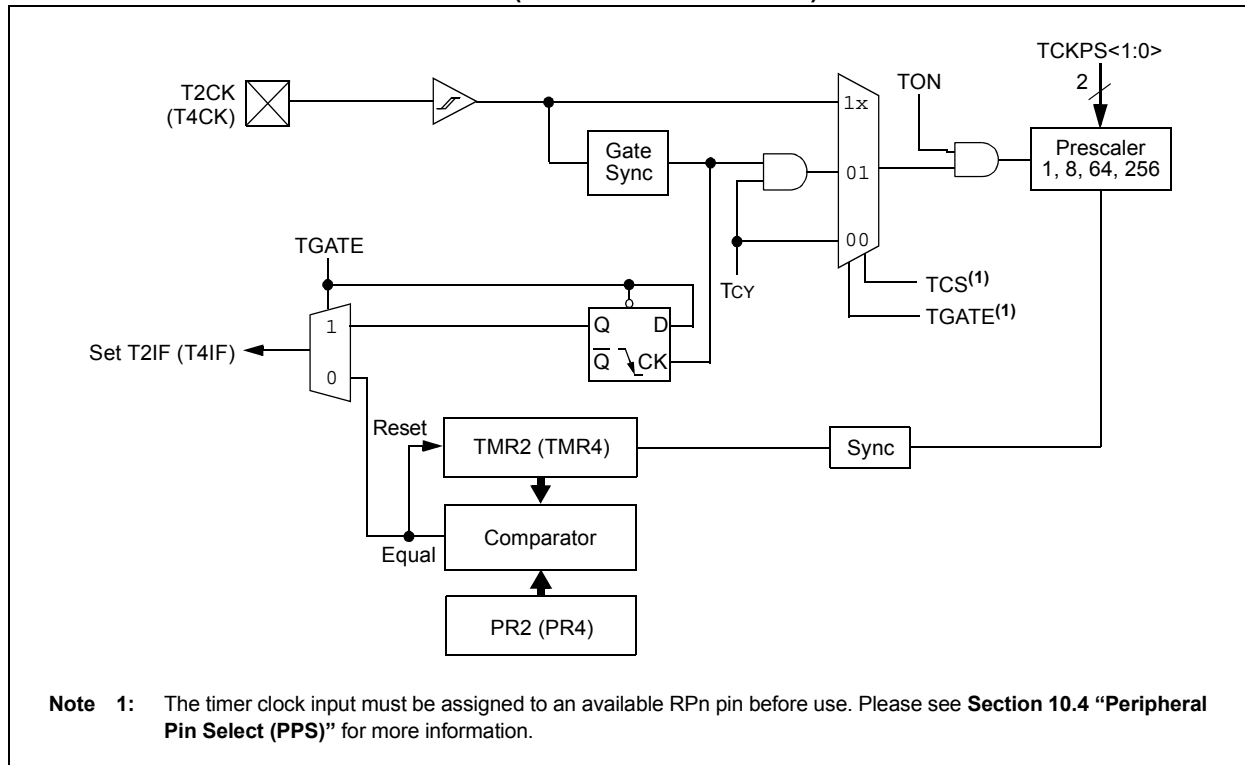 TCKPS<1:0>
2
T2CK
(T4CK)
TON
1x
Gate
Sync
Prescaler
1, 8, 64, 256
01
TGATE
00
TCY
TCS(1)
TGATE(1)
1
Q
D
Set T2IF (T4IF)
Q
CK
0
Reset
TMR2 (TMR4)
Sync
Equal
Comparator
PR2 (PR4)
Note 1: The timer clock input must be assigned to an available RPn pin before use. Please see Section 10.4 “Peripheral
Pin Select (PPS)” for more information.